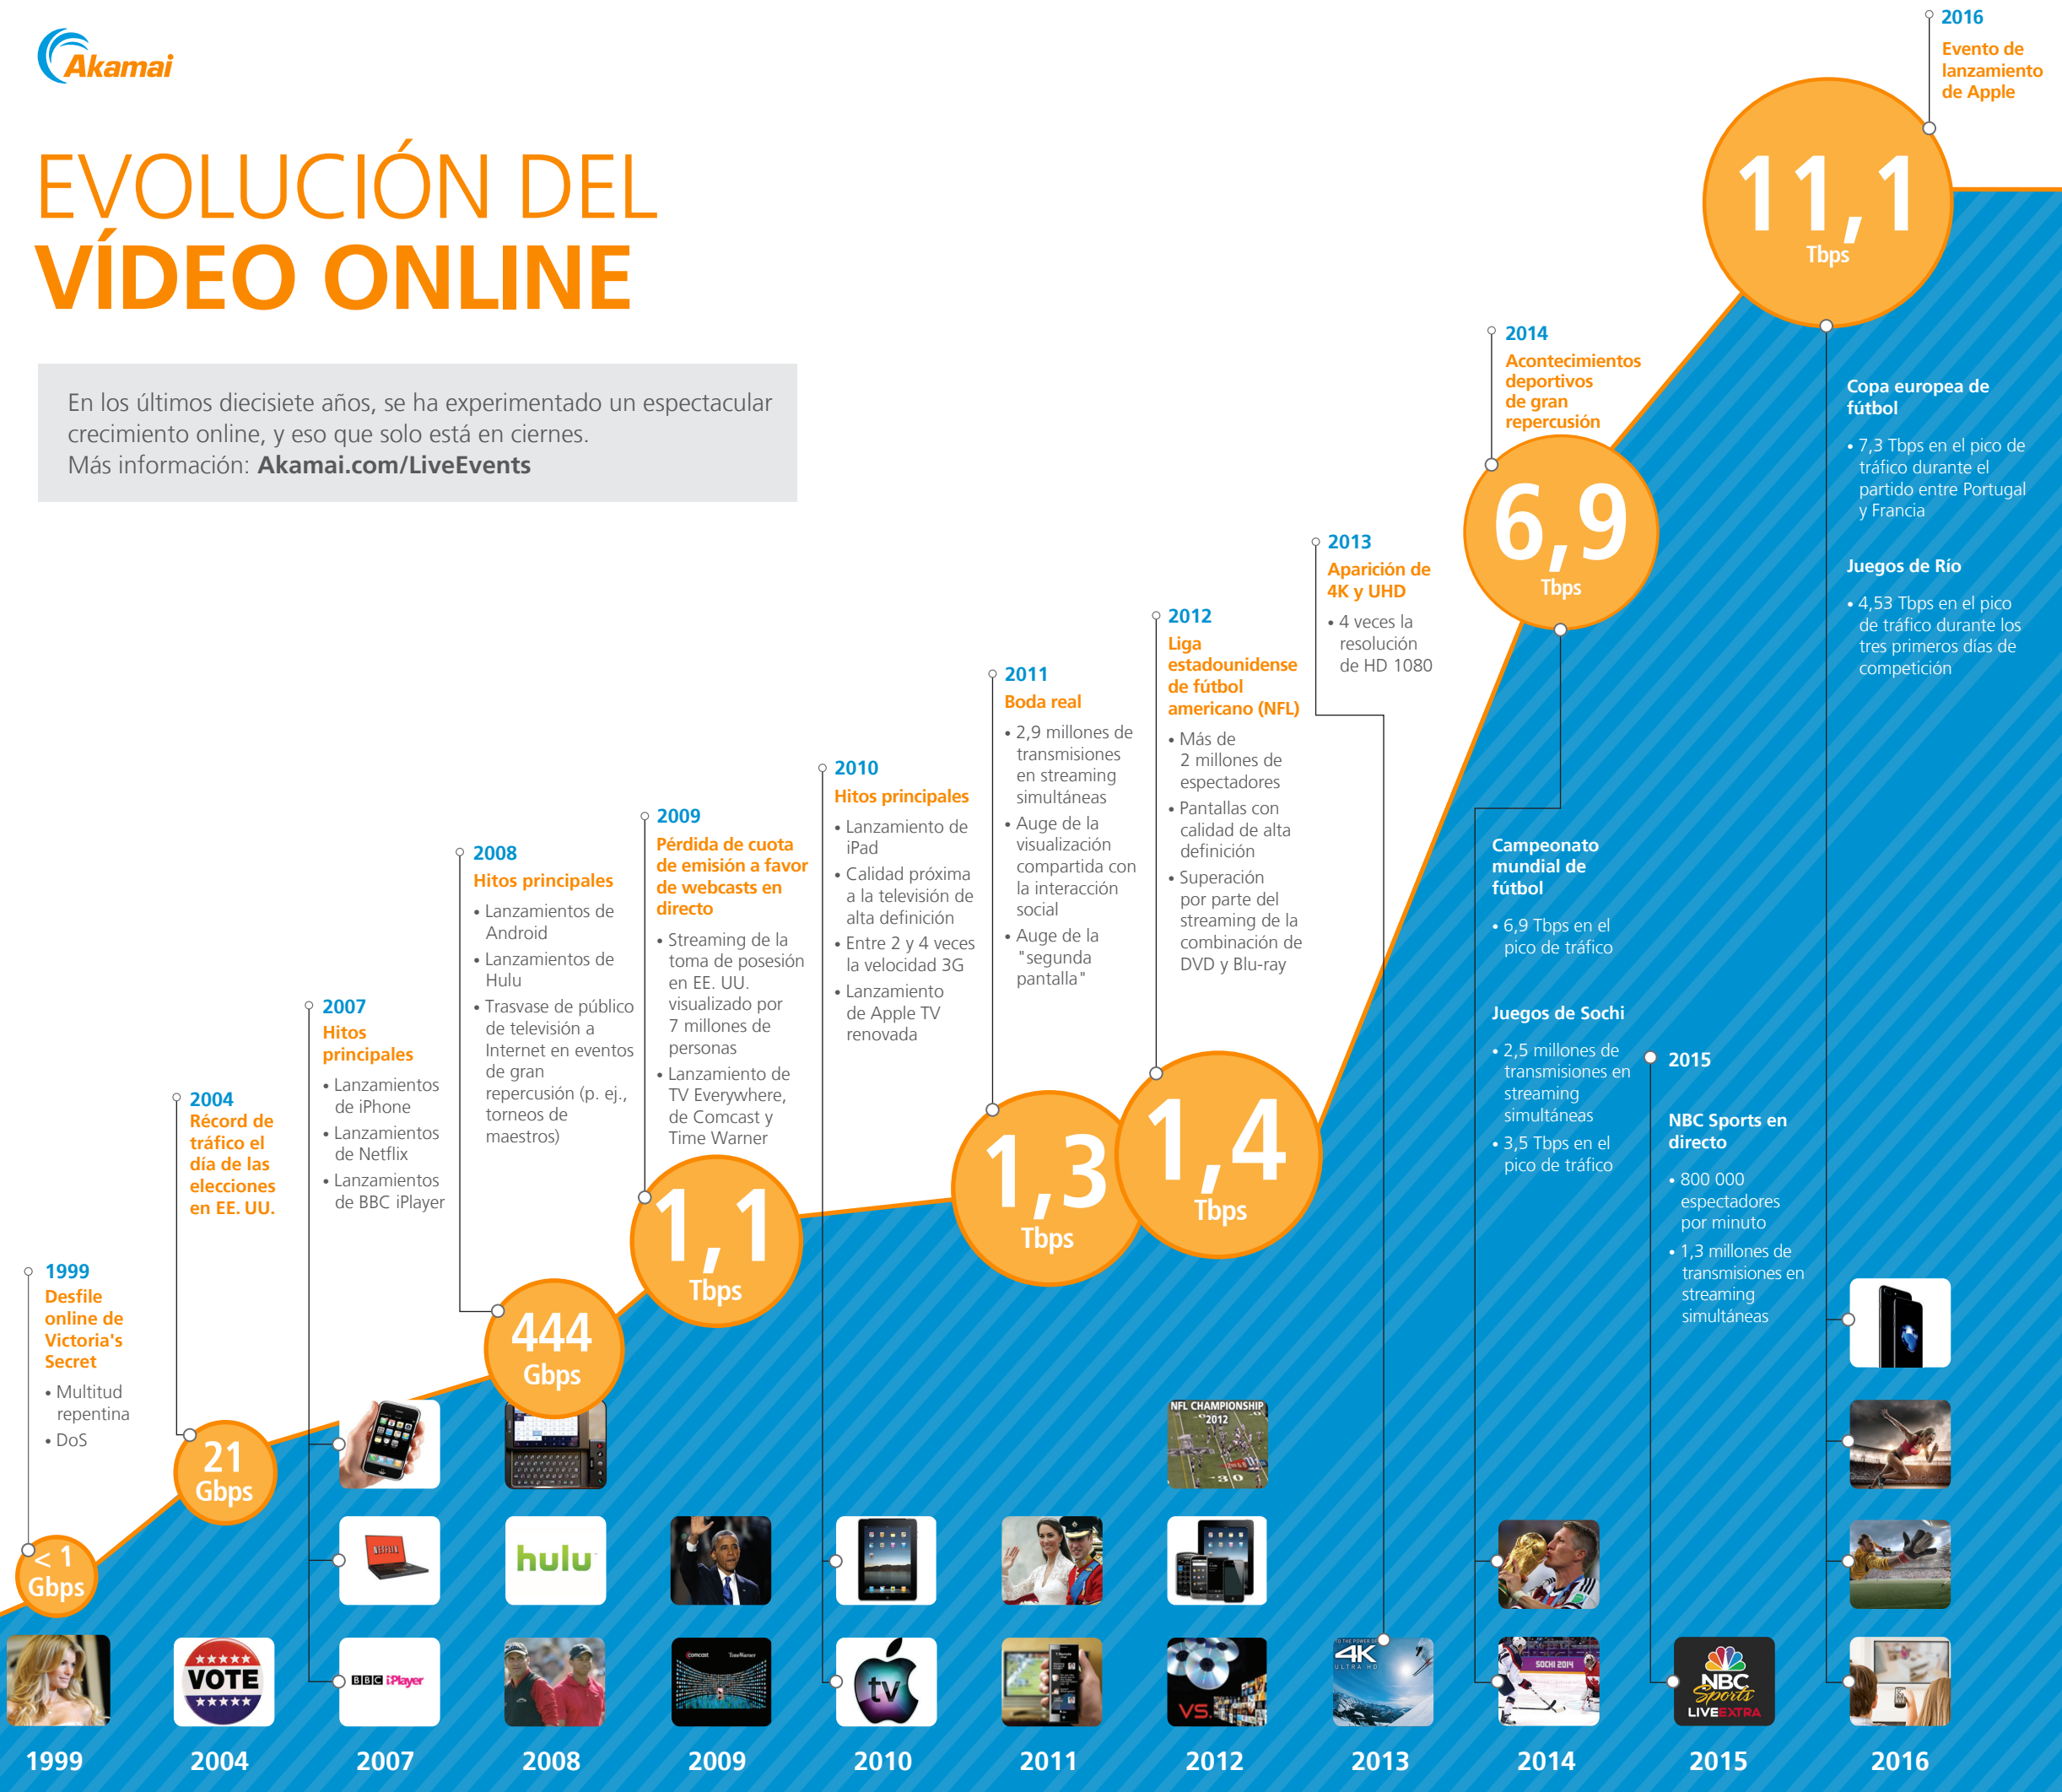 Akamai
EVOLUCIÓN DEL
VÍDEO ONLINE
En los últimos diecisiete años, se ha experimentado un espectacular
crecimiento online, y eso que solo está en ciernes.
Más información: Akamai.com/LiveEvents
1999
Desfile
online de
Victoria's
Secret
• Multitud
repentina
• DoS
< 1
Gbps
2004
Récord de
tráfico el
día de las
elecciones
en EE. UU.
21
Gbps
VOTE
2007
Hitos
principales
• Lanzamientos
de iPhone
• Lanzamientos
de Netflix
• Lanzamientos
de BBC iPlayer
NETFLIX
BBC iPlayer
2008
Hitos principales
• Lanzamientos de
Android
• Lanzamientos de
Hulu
• Trasvase de público
de televisión a
Internet en eventos
de gran
repercusión (p. ej.,
torneos de
maestros)
444
Gbps
hulu
2009
Pérdida de cuota
de emisión a favor
de webcasts en
directo
• Streaming de la
toma de posesión
en EE. UU.
visualizado por
7 millones de
personas
• Lanzamiento de
TV Everywhere,
de Comcast y
Time Warner
1,1
Tbps
comcast
TimeWarner
2010
Hitos principales
• Lanzamiento de
iPad
• Calidad próxima
a la televisión de
alta definición
• Entre 2 y 4 veces
la velocidad 3G
• Lanzamiento
de Apple TV
renovada
tv
2011
Boda real
• 2,9 millones de
transmisiones
en streaming
simultáneas
• Auge de la
visualización
compartida con
la interacción
social
• Auge de la
"segunda
pantalla"
1,3
Tbps
2012
Liga
estadounidense
de fútbol
americano (NFL)
• Más de
2 millones de
espectadores
• Pantallas con
calidad de alta
definición
• Superación
por parte del
streaming de la
combinación de
DVD y Blu-ray
1,4
Tbps
NFL CHAMPIONSHIP
2012
30
VS.
2013
Aparición de
4K y UHD
• 4 veces la
resolución
de HD 1080
TO THE POWER OF
4K
ULTRA HD
2014
Acontecimientos
deportivos
de gran
repercusión
6,9
Tbps
Campeonato
mundial de
fútbol
• 6,9 Tbps en el
pico de tráfico
Juegos de Sochi
• 2,5 millones de
transmisiones en
streaming
simultáneas
• 3,5 Tbps en el
pico de tráfico
SOCHI 2014
2015
NBC Sports en
directo
• 800 000
espectadores
por minuto
• 1,3 millones de
transmisiones en
streaming
simultáneas
NBC
Sports
LIVE EXTRA
2016
Evento de
lanzamiento
de Apple
11,1
Tbps
Copa europea de
fútbol
• 7,3 Tbps en el pico de
tráfico durante el
partido entre Portugal
y Francia
Juegos de Río
• 4,53 Tbps en el pico
de tráfico durante los
tres primeros días de
competición
1999 2004 2007 2008 2009 2010 2011 2012 2013 2014 2015 2016